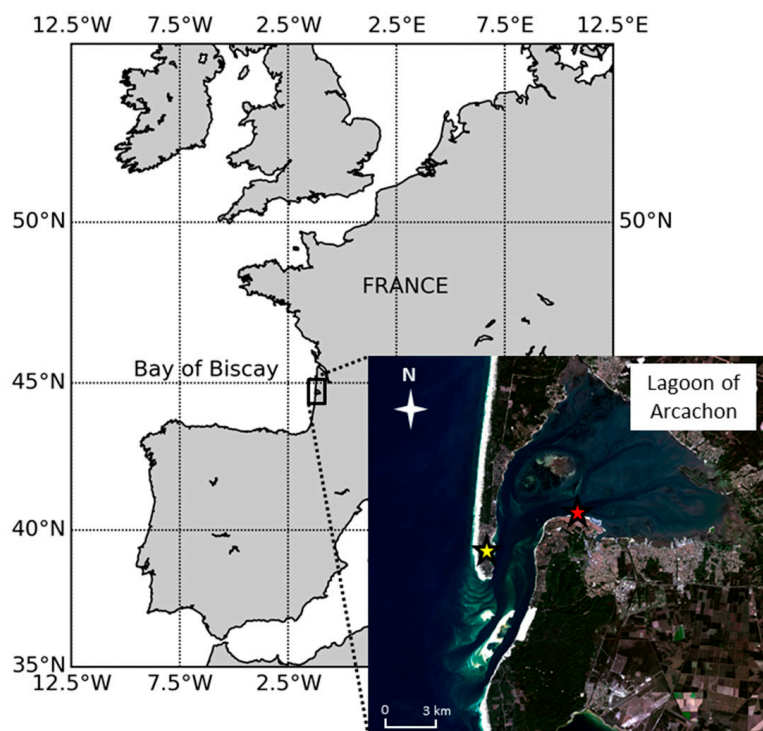 12.5°W 7.5°W 2.5°W 2.5°E 7.5°E 12.5°E
50°N 50°N
FRANCE
Bay of Biscay
45°N
Lagoon of
Arcachon
N
40°N
35°N
0 3 km
12.5°W 7.5°W 2.5°W